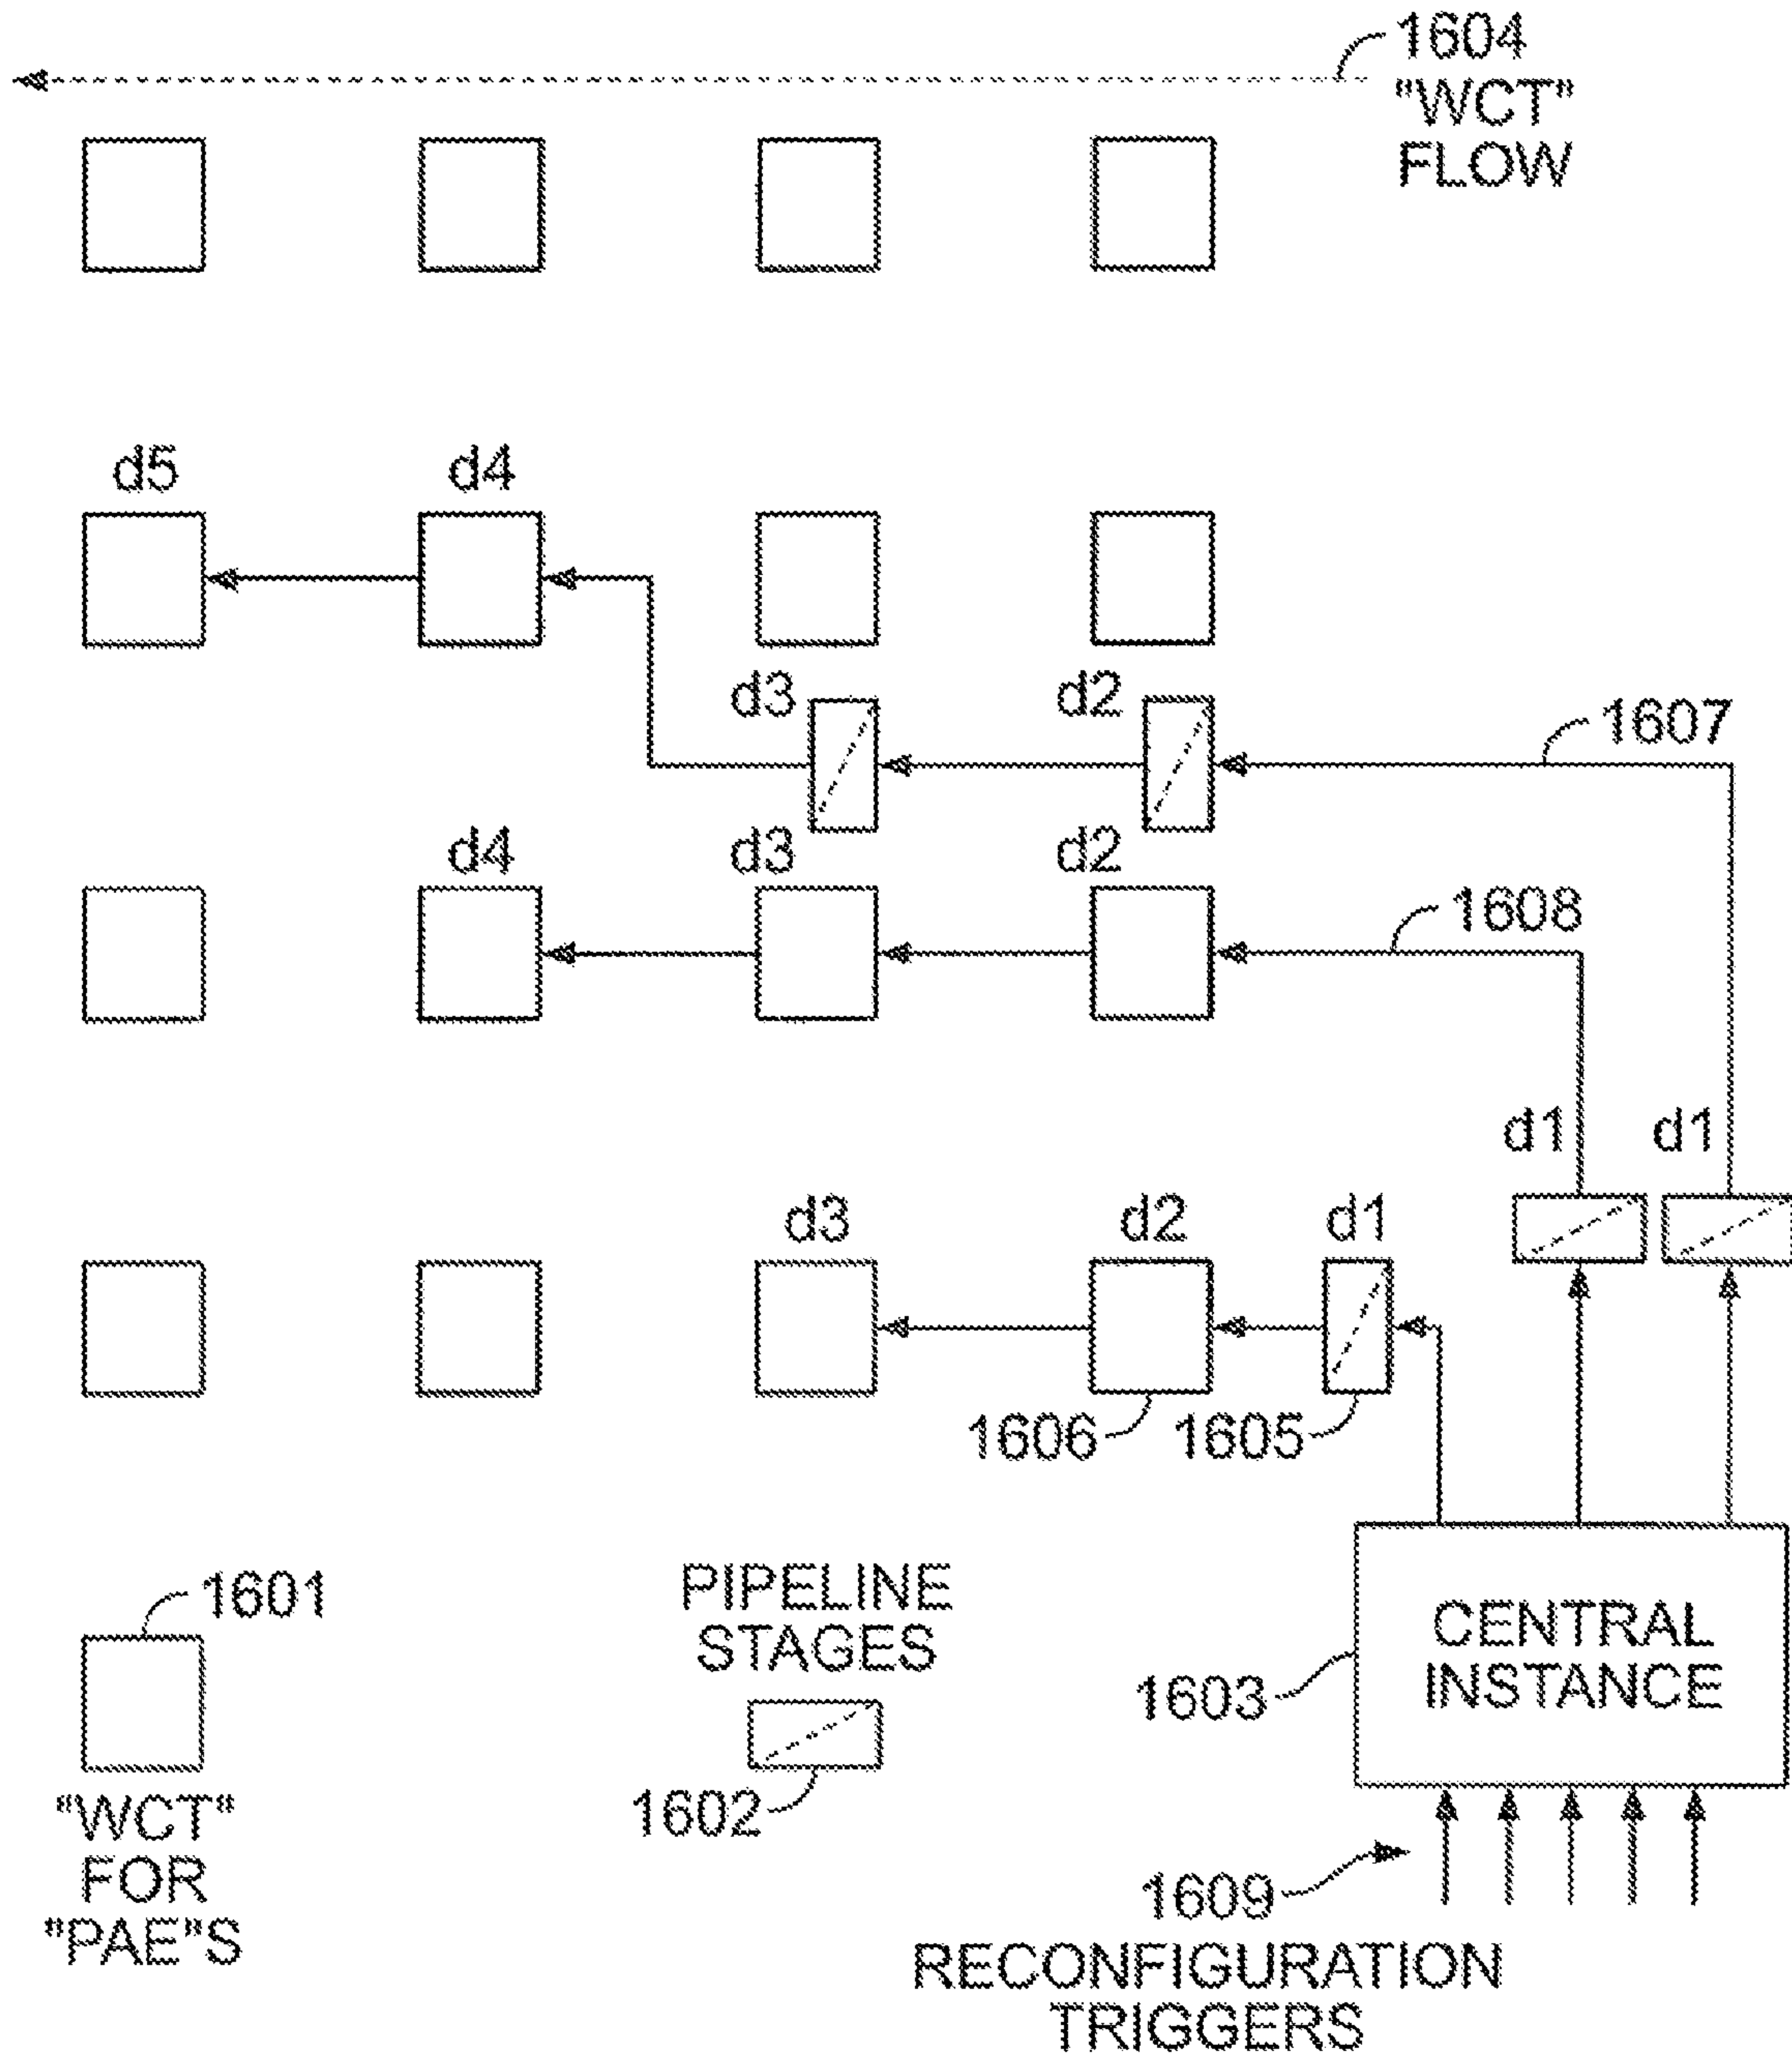 1604
"WCT"
FLOW
d5
d4
d3
d2
1607
d4
d3
d2
1608
d1
d1
d3
d2
d1
1606
1605
1601
PIPELINE
STAGES
CENTRAL
INSTANCE
1603
1602
"WCT"
FOR
"PAE"S
1609
RECONFIGURATION
TRIGGERS